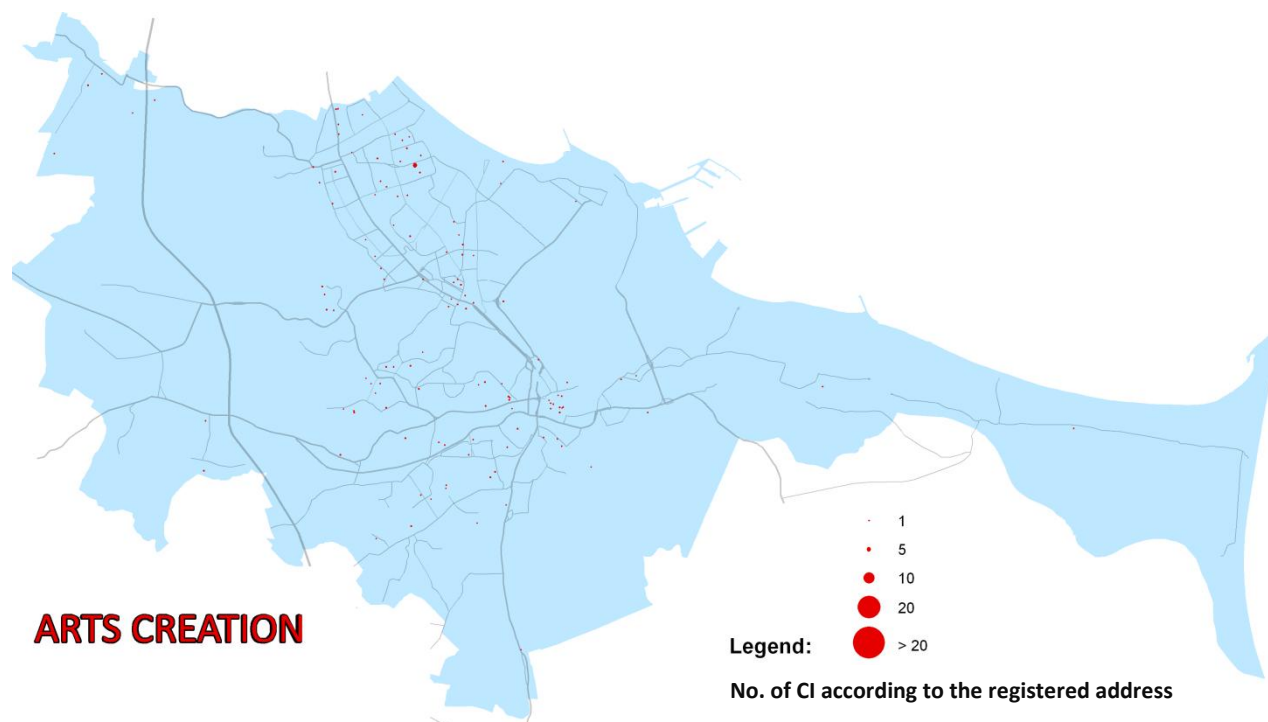 1
5
10
20
ARTS CREATION
Legend:
> 20
No. of CI according to the registered address